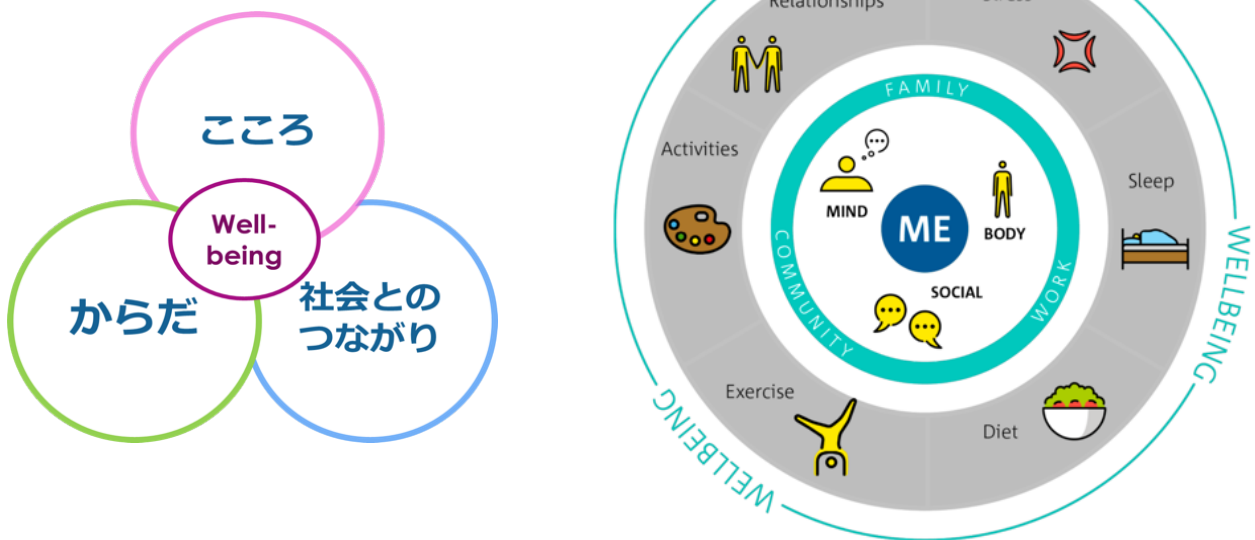 こころ
Well-
being
からだ
社会との
つながり
Relationships
Stress
Activities
Sleep
Exercise
Diet
FAMILY
COMMUNITY
WORK
MIND
ME
BODY
SOCIAL
WELLBEING
WELLBEING